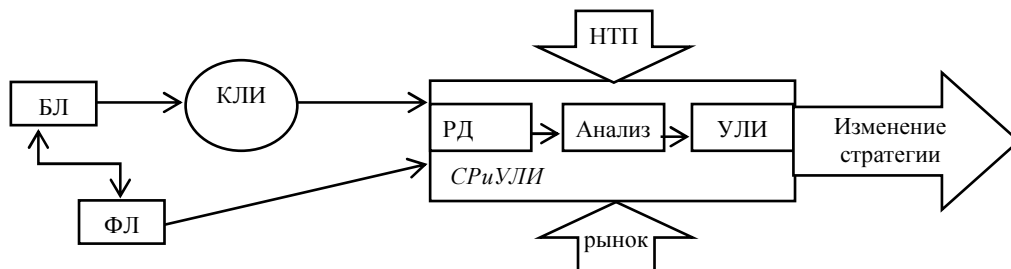 НТП
КЛИ
БЛ
РД
Анализ
УЛИ
Изменение
стратегии
СРиУЛИ
ФЛ
рынок